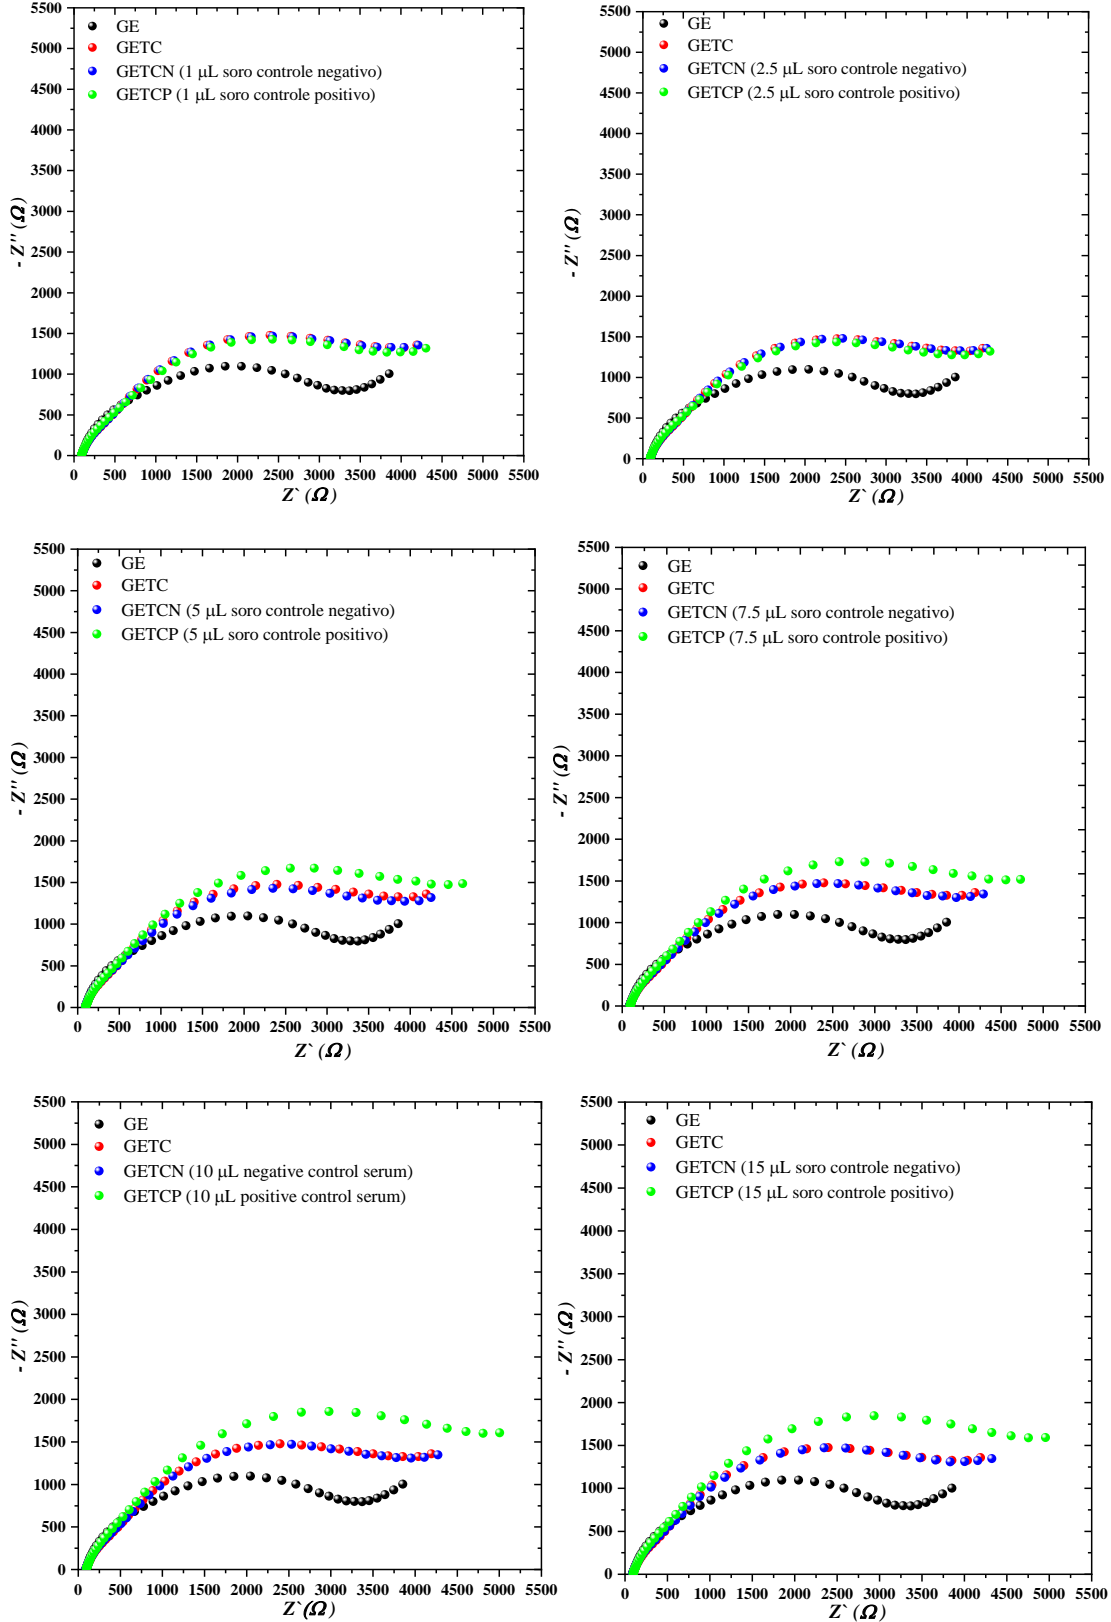 5500
5000
4500
4000
3500
3000
2500
2000
1500
1000
500
0
- Z'' (Ω)
GE
GETC
GETCN (1 μL soro controle negativo)
GETCP (1 μL soro controle positivo)
0 500 1000 1500 2000 2500 3000 3500 4000 4500 5000 5500
Z` (Ω)
5500
5000
4500
4000
3500
3000
2500
2000
1500
1000
500
0
- Z'' (Ω)
GE
GETC
GETCN (2.5 μL soro controle negativo)
GETCP (2.5 μL soro controle positivo)
0 500 1000 1500 2000 2500 3000 3500 4000 4500 5000 5500
Z` (Ω)
5500
5000
4500
4000
3500
3000
2500
2000
1500
1000
500
0
- Z'' (Ω)
GE
GETC
GETCN (5 μL soro controle negativo)
GETCP (5 μL soro controle positivo)
0 500 1000 1500 2000 2500 3000 3500 4000 4500 5000 5500
Z` (Ω)
5500
5000
4500
4000
3500
3000
2500
2000
1500
1000
500
0
- Z'' (Ω)
GE
GETC
GETCN (7.5 μL soro controle negativo)
GETCP (7.5 μL soro controle positivo)
0 500 1000 1500 2000 2500 3000 3500 4000 4500 5000 5500
Z` (Ω)
5500
5000
4500
4000
3500
3000
2500
2000
1500
1000
500
0
- Z'' (Ω)
GE
GETC
GETCN (10 μL negative control serum)
GETCP (10 μL positive control serum)
0 500 1000 1500 2000 2500 3000 3500 4000 4500 5000 5500
Z`(Ω)
5500
5000
4500
4000
3500
3000
2500
2000
1500
1000
500
0
- Z'' (Ω)
GE
GETC
GETCN (15 μL soro controle negativo)
GETCP (15 μL soro controle positivo)
0 500 1000 1500 2000 2500 3000 3500 4000 4500 5000 5500
Z` (Ω)